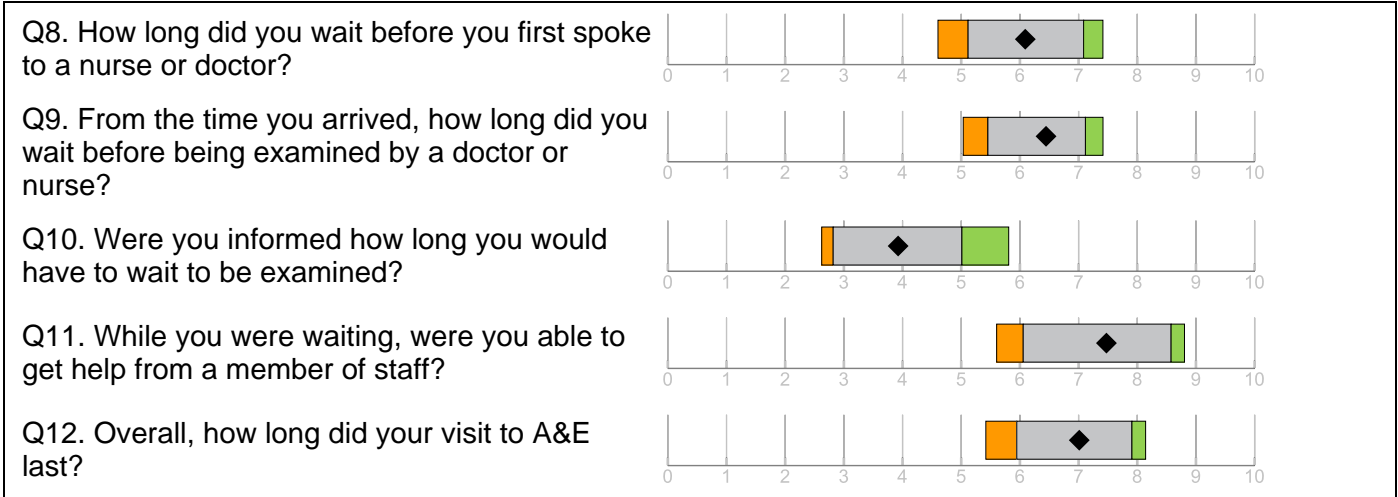 Q8. How long did you wait before you first spoke
to a nurse or doctor?
0 1 2 3 4 5 6 7 8 9 10
Q9. From the time you arrived, how long did you
wait before being examined by a doctor or
nurse?
0 1 2 3 4 5 6 7 8 9 10
Q10. Were you informed how long you would
have to wait to be examined?
0 1 2 3 4 5 6 7 8 9 10
Q11. While you were waiting, were you able to
get help from a member of staff?
0 1 2 3 4 5 6 7 8 9 10
Q12. Overall, how long did your visit to A&E
last?
0 1 2 3 4 5 6 7 8 9 10